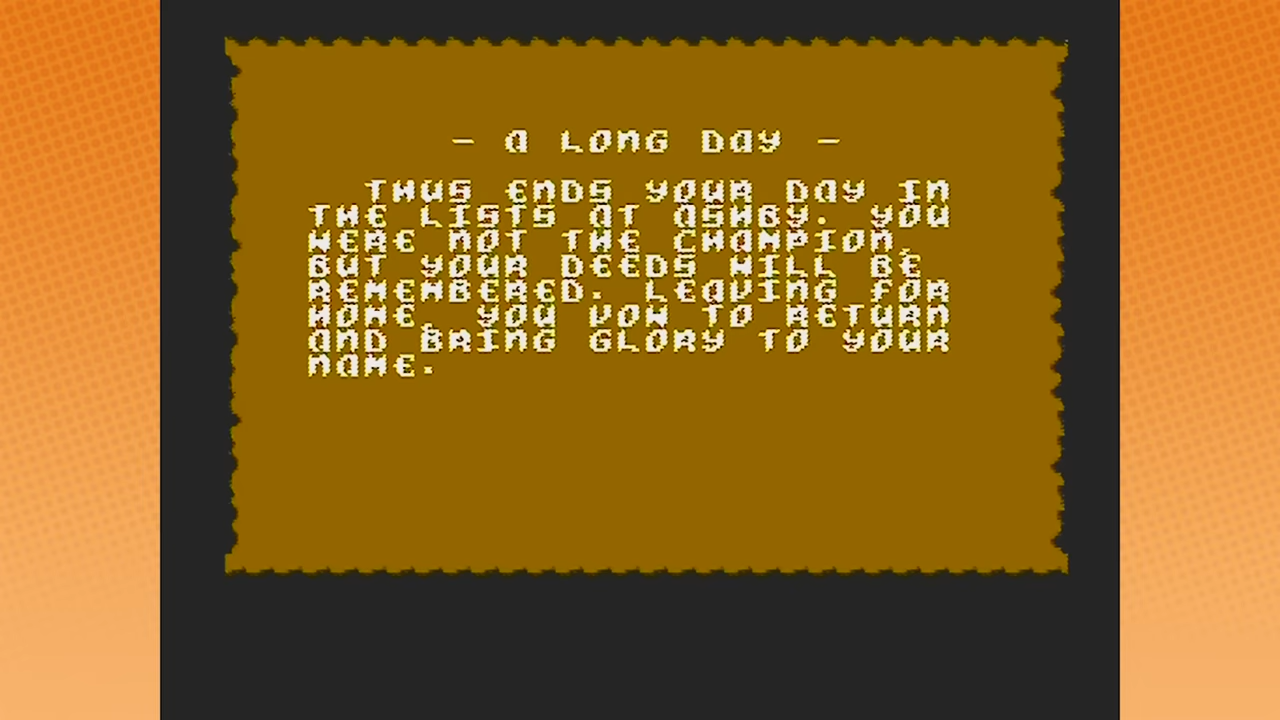 - A LONG DAY -
THUS ENDS YOUR DAY IN
THE LISTS AT ASHBY. YOU
WERE NOT THE CHAMPION,
BUT YOUR DEEDS WILL BE
REMEMBERED. LEAVING FOR
HOME, YOU VOW TO RETURN
AND BRING GLORY TO YOUR
NAME.